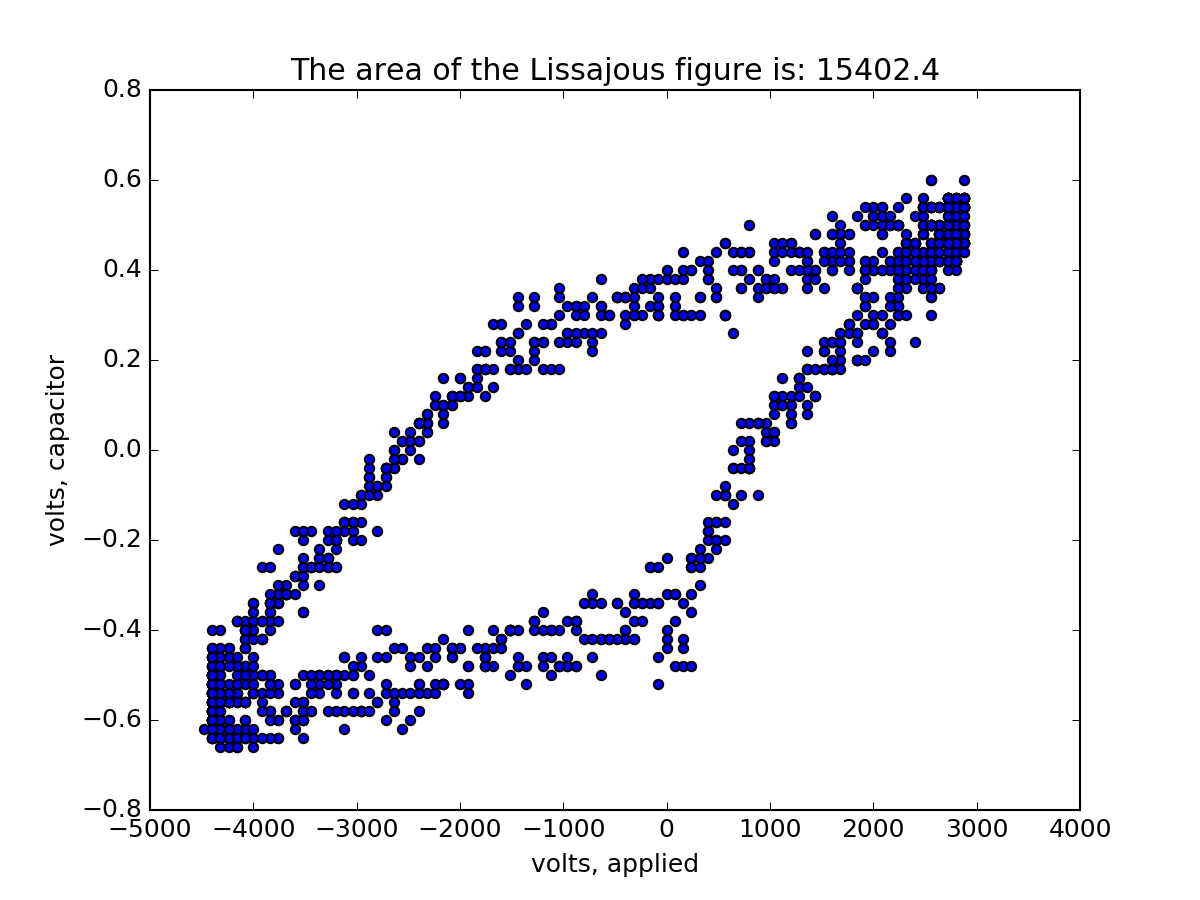 The area of the Lissajous figure is: 15402.4
0.8
0.6
0.4
0.2
0.0
−0.2
−0.4
−0.6
−0.8
volts, capacitor
−5000 −4000 −3000 −2000 −1000 0 1000 2000 3000 4000
volts, applied